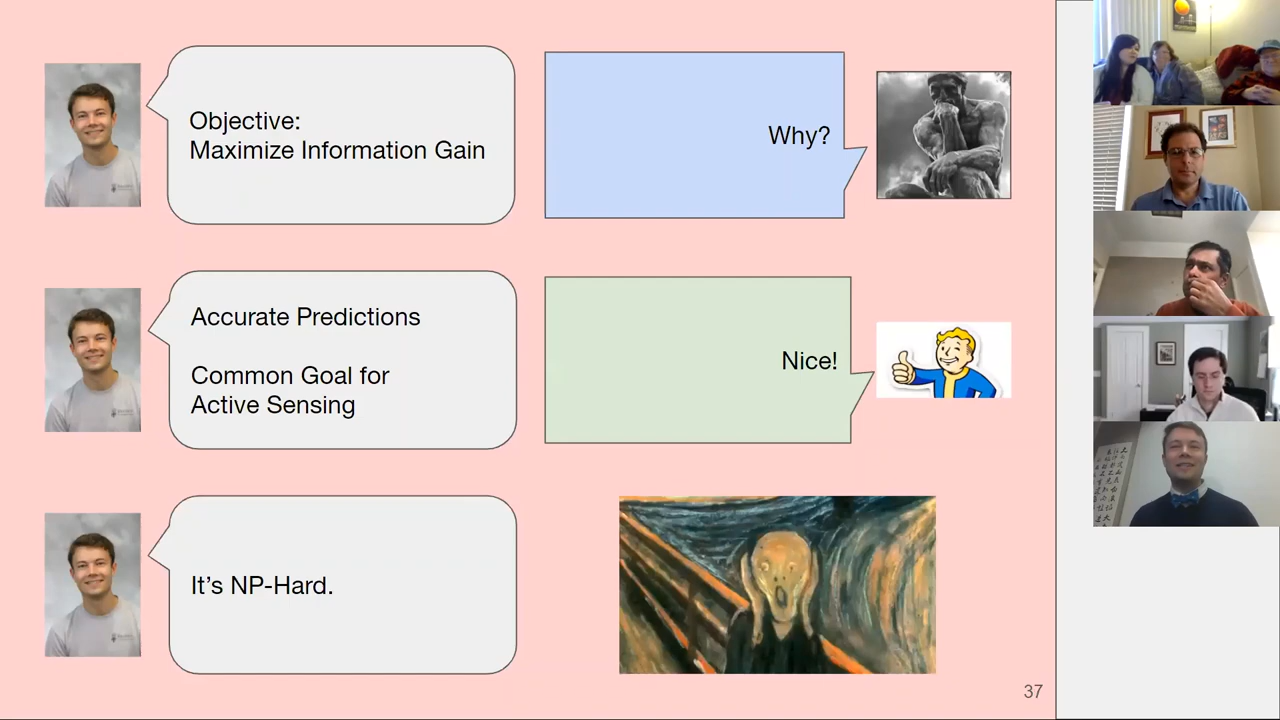 Objective:
Maximize Information Gain
Why?
Accurate Predictions
Common Goal for
Active Sensing
Nice!
It's NP-Hard.
37